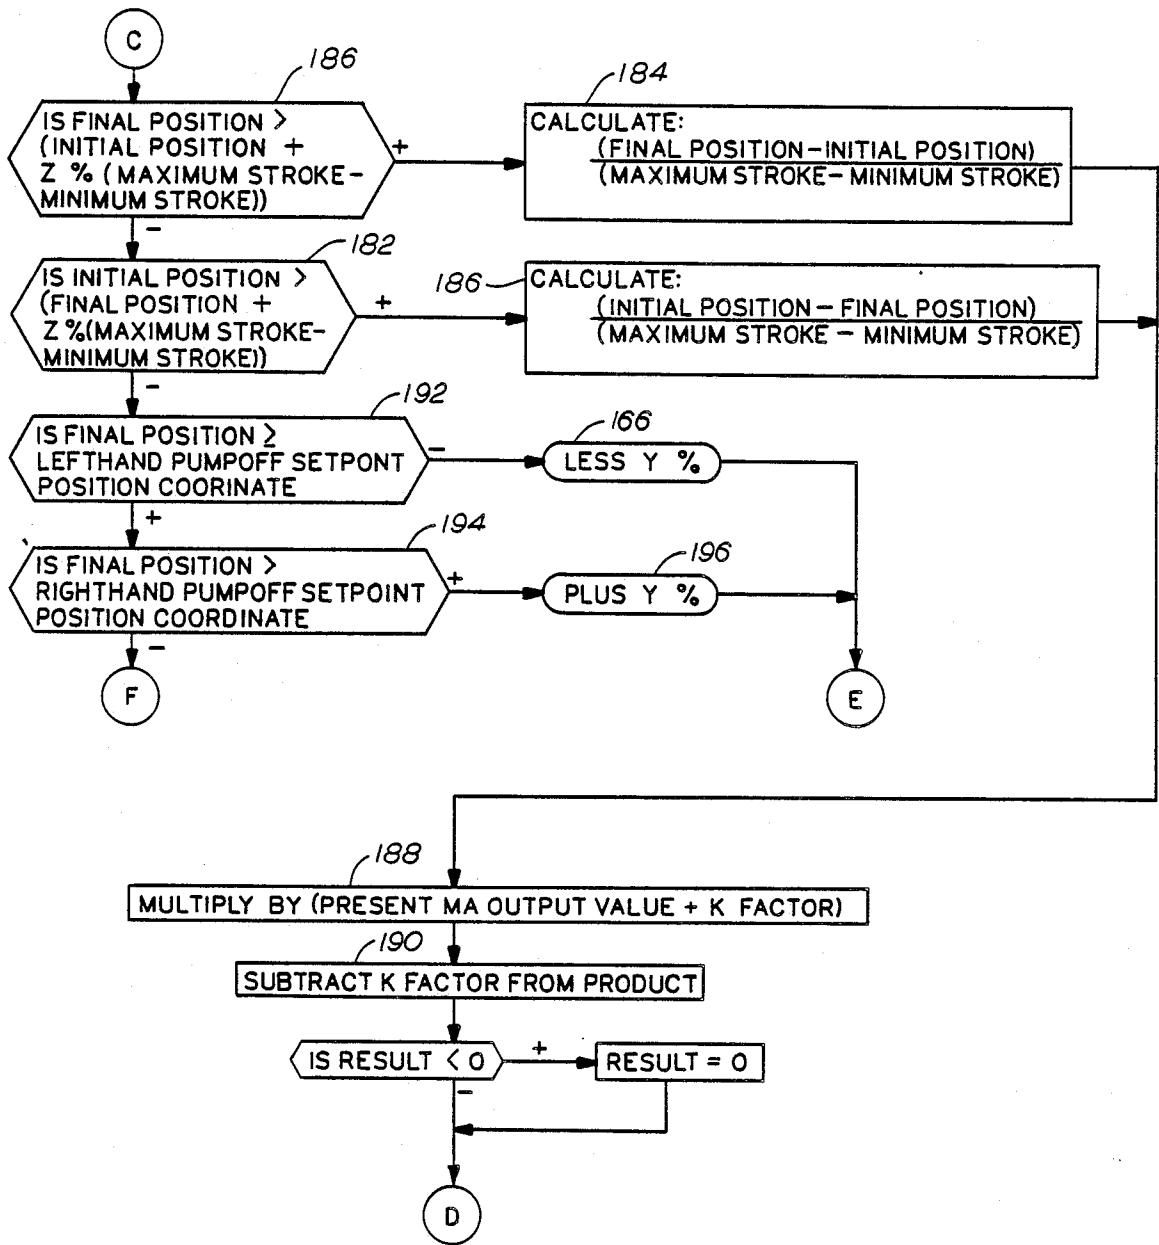 C
186
IS FINAL POSITION >
(INITIAL POSITION +
Z % (MAXIMUM STROKE-
MINIMUM STROKE))
+
-
184
CALCULATE:
(FINAL POSITION-INITIAL POSITION)
(MAXIMUM STROKE- MINIMUM STROKE)
182
IS INITIAL POSITION >
(FINAL POSITION +
Z %(MAXIMUM STROKE-
MINIMUM STROKE))
+
-
186
CALCULATE:
(INITIAL POSITION - FINAL POSITION)
(MAXIMUM STROKE - MINIMUM STROKE)
192
IS FINAL POSITION ≥
LEFTHAND PUMPOFF SETPONT
POSITION COORINATE
-
+
166
LESS Y %
194
IS FINAL POSITION >
RIGHTHAND PUMPOFF SETPOINT
POSITION COORDINATE
+
-
196
PLUS Y %
F
E
188
MULTIPLY BY (PRESENT MA OUTPUT VALUE + K FACTOR)
190
SUBTRACT K FACTOR FROM PRODUCT
IS RESULT < 0
+
-
RESULT = 0
D